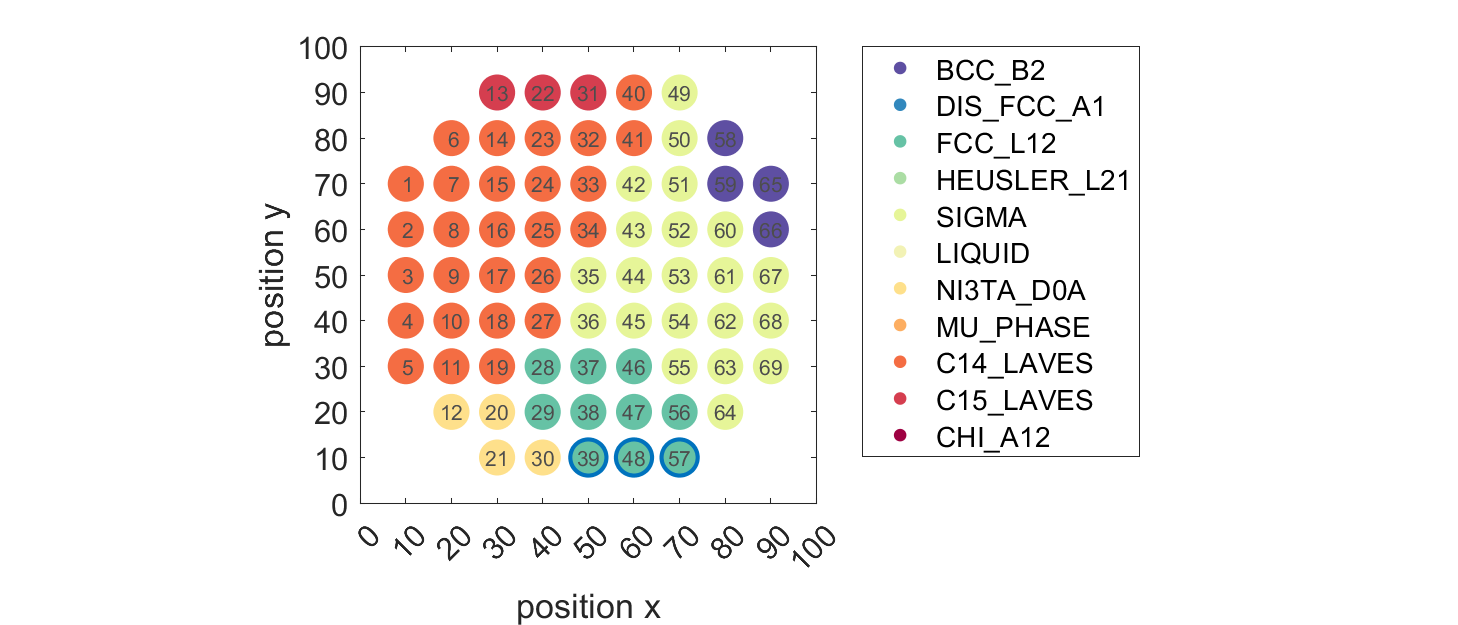 100
90
80
70
60
50
40
30
20
10
0
position y
13 22 31 40 49
6 14 23 32 41 50 58
1 7 15 24 33 42 51 59 65
2 8 16 25 34 43 52 60 66
3 9 17 26 35 44 53 61 67
4 10 18 27 36 45 54 62 68
5 11 19 28 37 46 55 63 69
12 20 29 38 47 56 64
21 30 39 48 57
0 10 20 30 40 50 60 70 80 90 100
position x
BCC_B2
DIS_FCC_A1
FCC_L12
HEUSLER_L21
SIGMA
LIQUID
NI3TA_D0A
MU_PHASE
C14_LAVES
C15_LAVES
CHI_A12